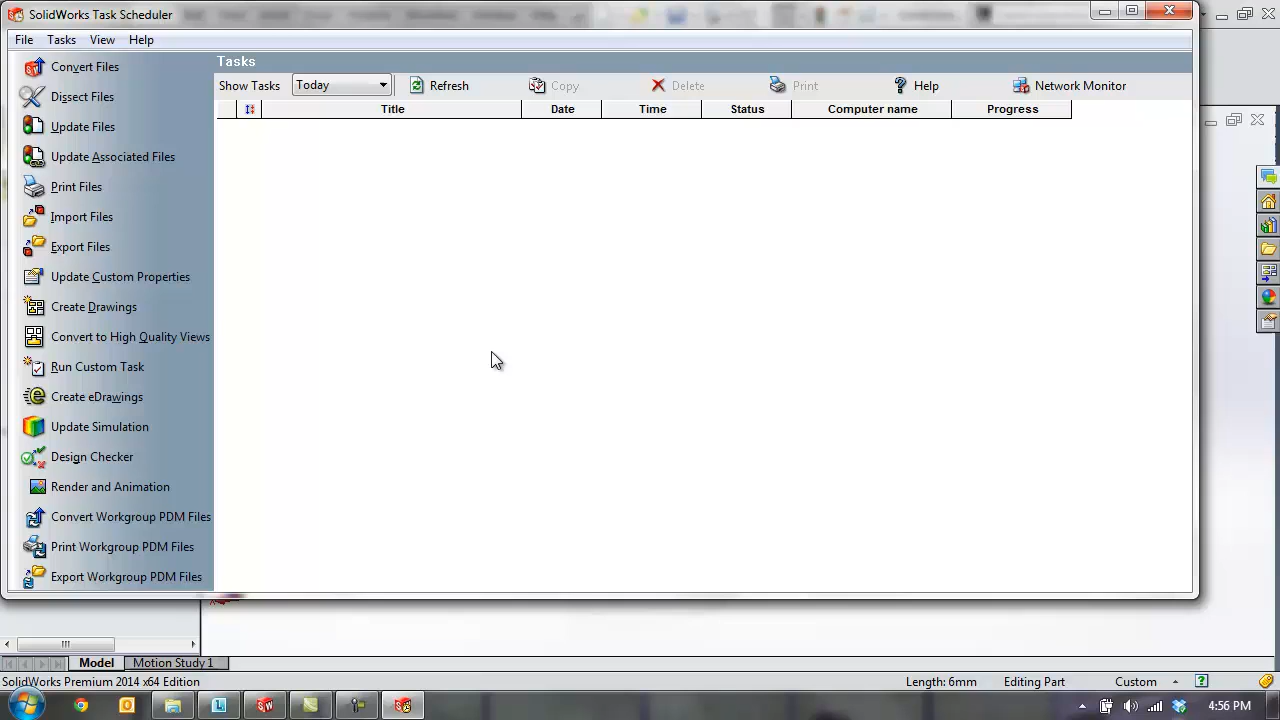 SolidWorks Task Scheduler
File Tasks View Help
Tasks
Show Tasks Today Refresh Copy Delete Print Help Network Monitor
Title Date Time Status Computer name Progress
Convert Files
Dissect Files
Update Files
Update Associated Files
Print Files
Import Files
Export Files
Update Custom Properties
Create Drawings
Convert to High Quality Views
Run Custom Task
Create eDrawings
Update Simulation
Design Checker
Render and Animation
Convert Workgroup PDM Files
Print Workgroup PDM Files
Export Workgroup PDM Files
Model Motion Study 1
SolidWorks Premium 2014 x64 Edition Length: 6mm Editing Part Custom
4:56 PM